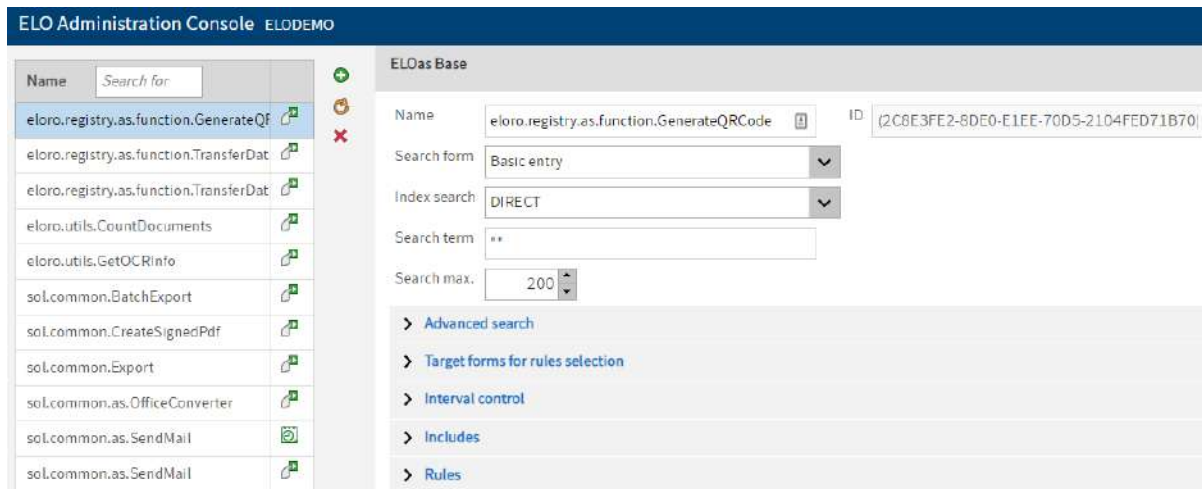 ELO Administration Console ELODEMO
Name Search for
eloro.registry.as.function.GenerateQR
eloro.registry.as.function.TransferDat
eloro.registry.as.function.TransferDat
eloro.utils.CountDocuments
eloro.utils.GetOCRInfo
sol.common.BatchExport
sol.common.CreateSignedPdf
sol.common.Export
sol.common.as.OfficeConverter
sol.common.as.SendMail
sol.common.as.SendMail
ELOas Base
Name eloro.registry.as.function.GenerateQRCode ID (2C8E3FE2-8DE0-E1EE-70D5-2104FED71B70)
Search form Basic entry
Index search DIRECT
Search term "" 
Search max. 200
Advanced search
Target forms for rules selection
Interval control
Includes
Rules